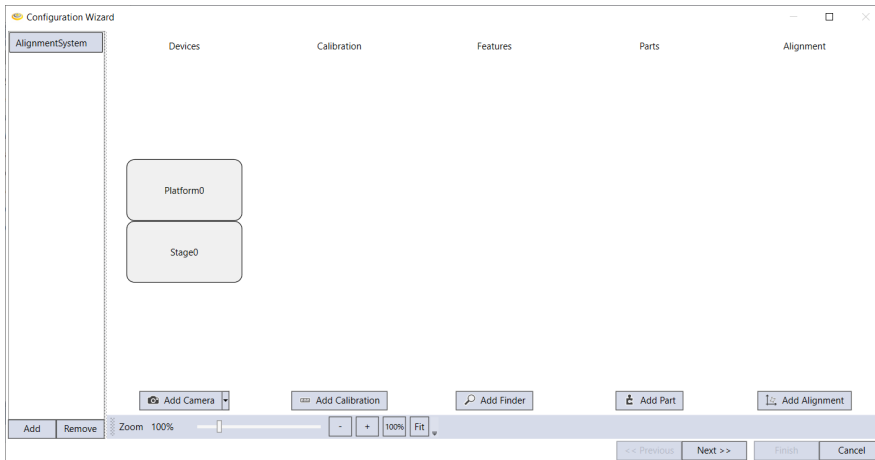 Configuration Wizard
AlignmentSystem
Devices Calibration Features Parts Alignment
Platform0
Stage0
Add Camera Add Calibration Add Finder Add Part Add Alignment
Add Remove Zoom 100% - + 100% Fit
<< Previous Next >> Finish Cancel